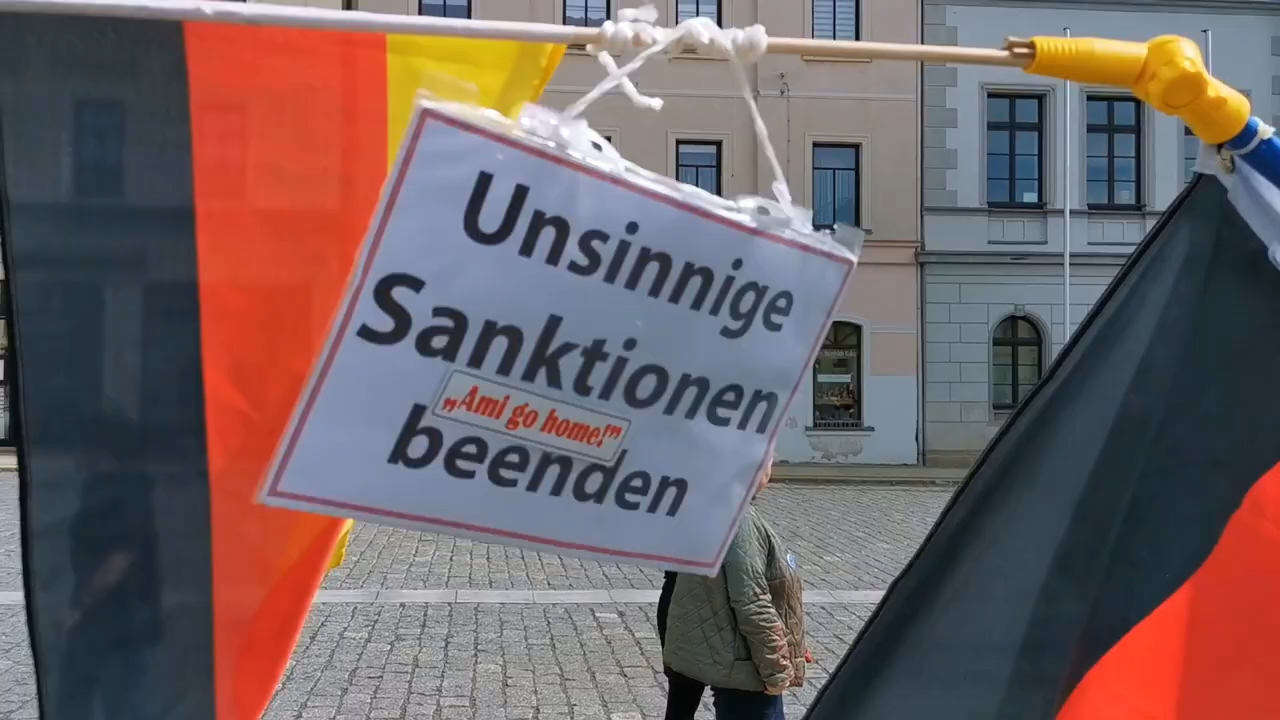 Unsinnige
Sanktionen
„Ami go home!”
beenden